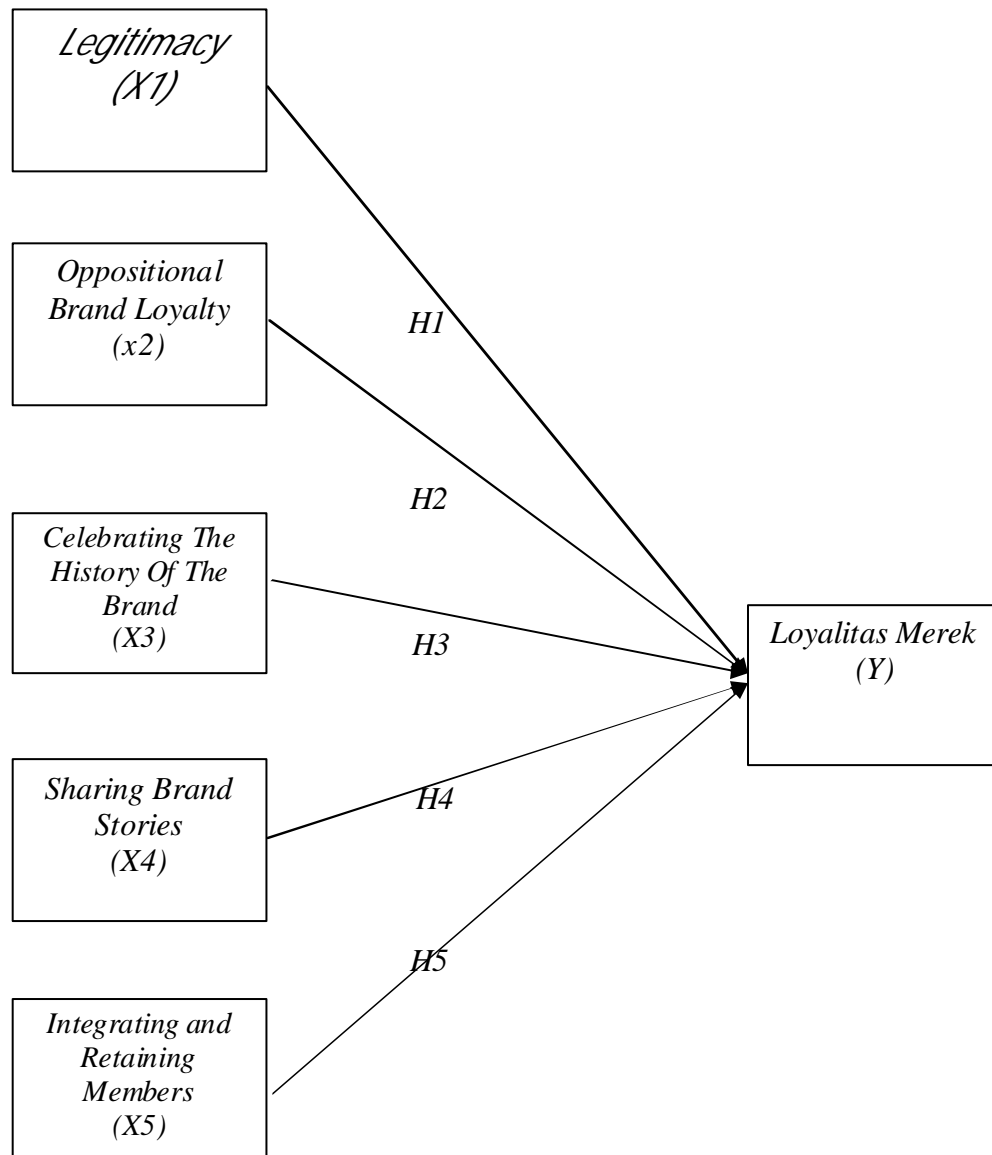 Legitimacy
(X1)
Oppositional
Brand Loyalty
(x2)
H1
H2
Celebrating The
History Of The
Brand
(X3)
H3
Loyalitas Merek
(Y)
Sharing Brand
Stories
(X4)
H4
H5
Integrating and
Retaining
Members
(X5)